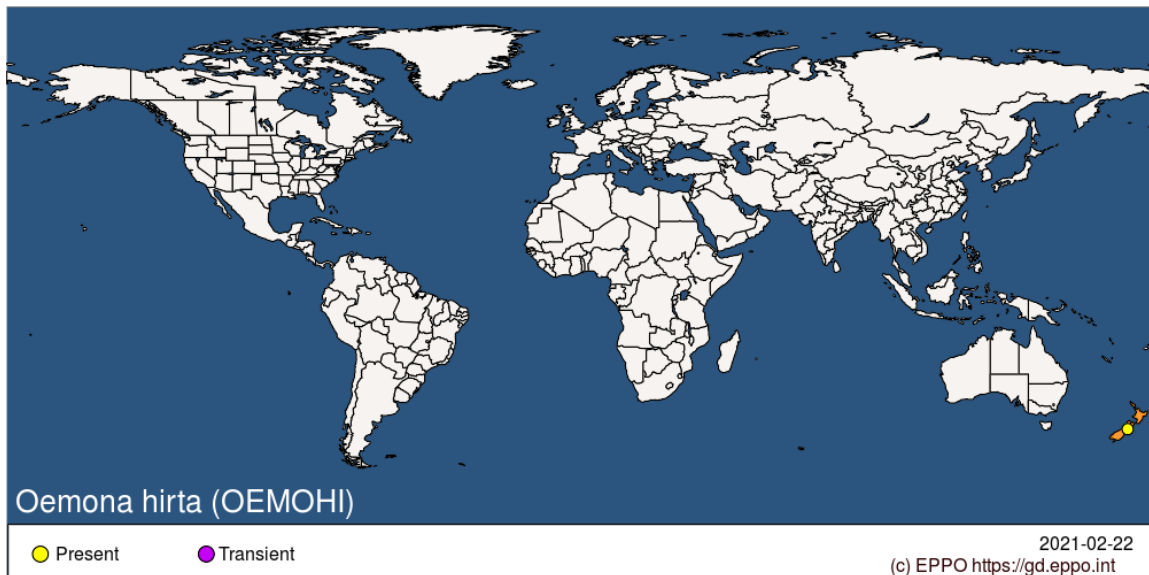 Oemona hirta (OEMOHI)
Present
Transient
2021-02-22
(c) EPPO https://gd.eppo.int